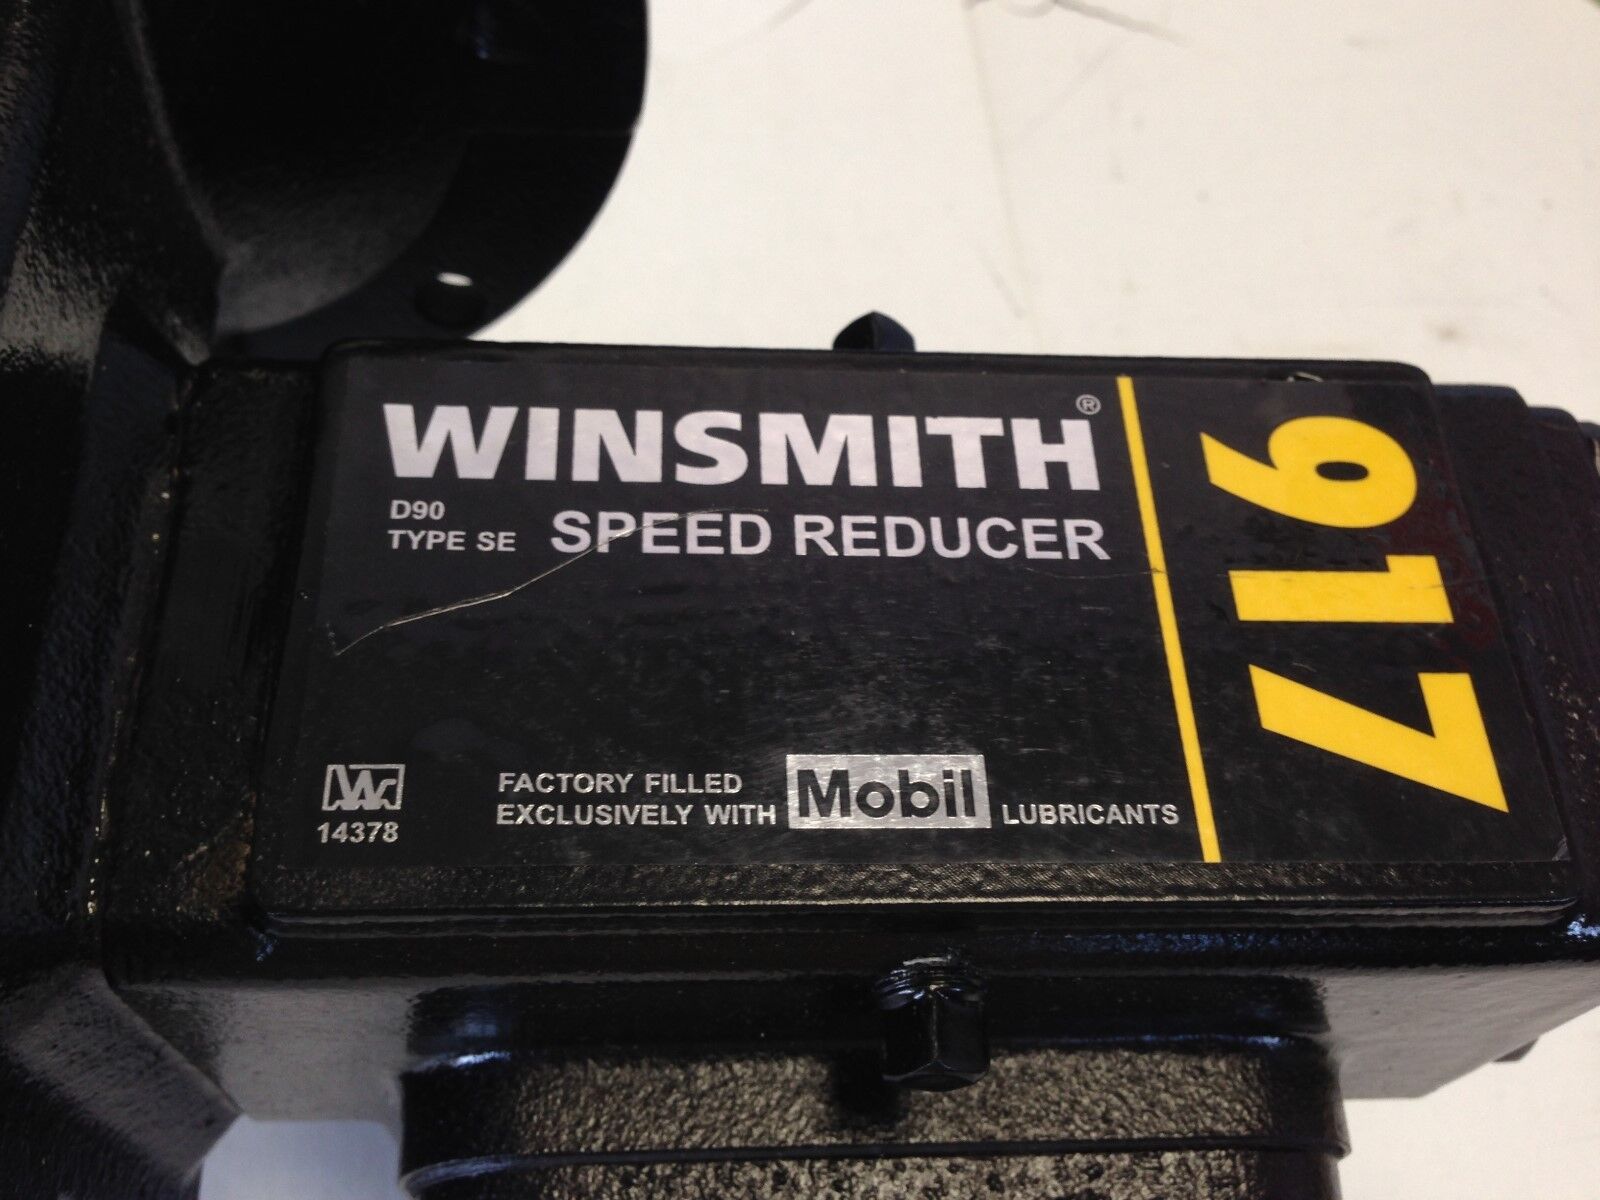 WINSMITH®
D90
TYPE SE SPEED REDUCER
917
FACTORY FILLED
EXCLUSIVELY WITH Mobil LUBRICANTS
14378